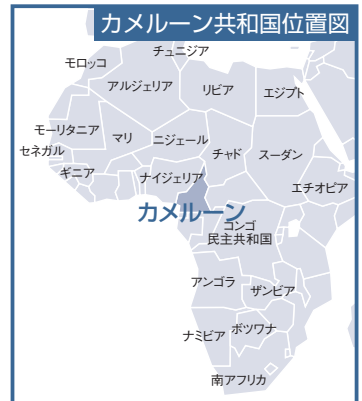 カメルーン共和国位置図
チュニジア
モロッコ
アルジェリア
リビア
エジプト
モーリタニア
マリ
ニジェール
チャド
スーダン
セネガル
ギニア
ナイジェリア
エチオピア
カメルーン
コンゴ
民主共和国
アンゴラ
ザンビア
ナミビア
ボツワナ
南アフリカ